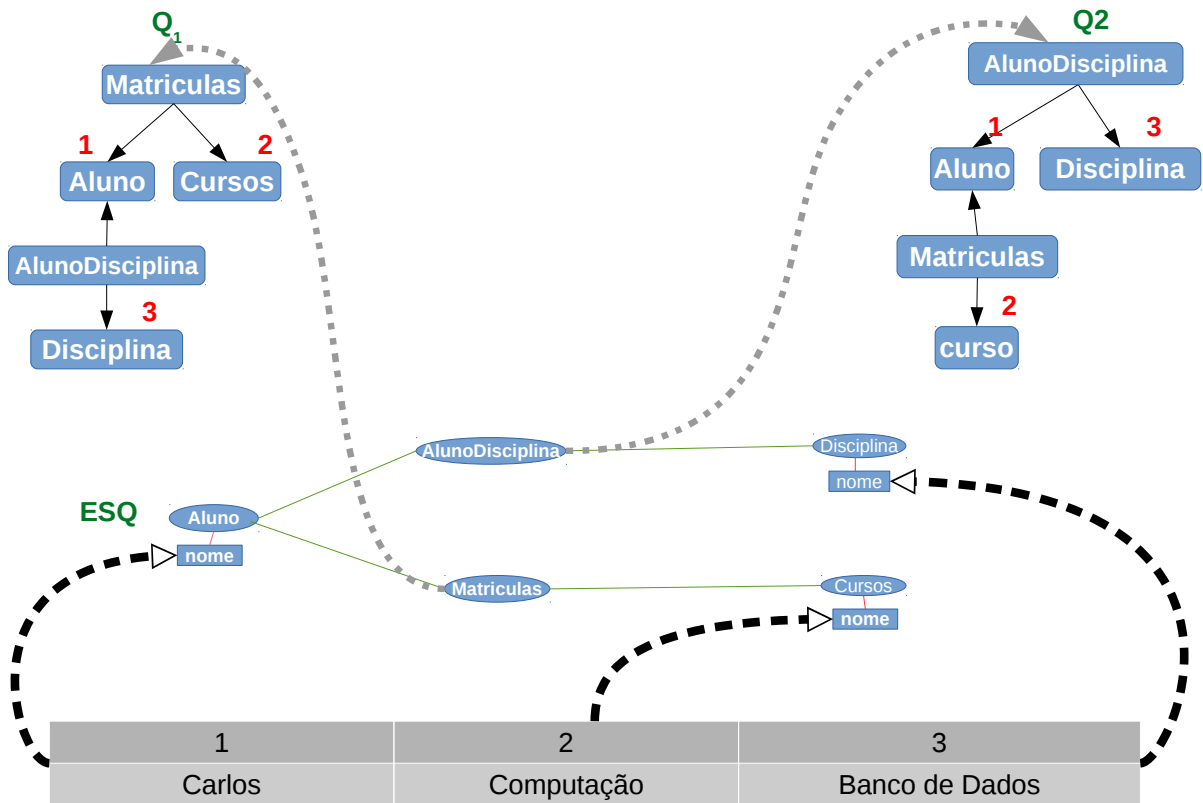 Q1
Matriculas
1
2
Aluno
Cursos
AlunoDisciplina
3
Disciplina
Q2
AlunoDisciplina
1
3
Aluno
Disciplina
Matriculas
2
curso
ESQ
Aluno
nome
AlunoDisciplina
Disciplina
nome
Matriculas
Cursos
nome
1 2 3
Carlos Computação Banco de Dados